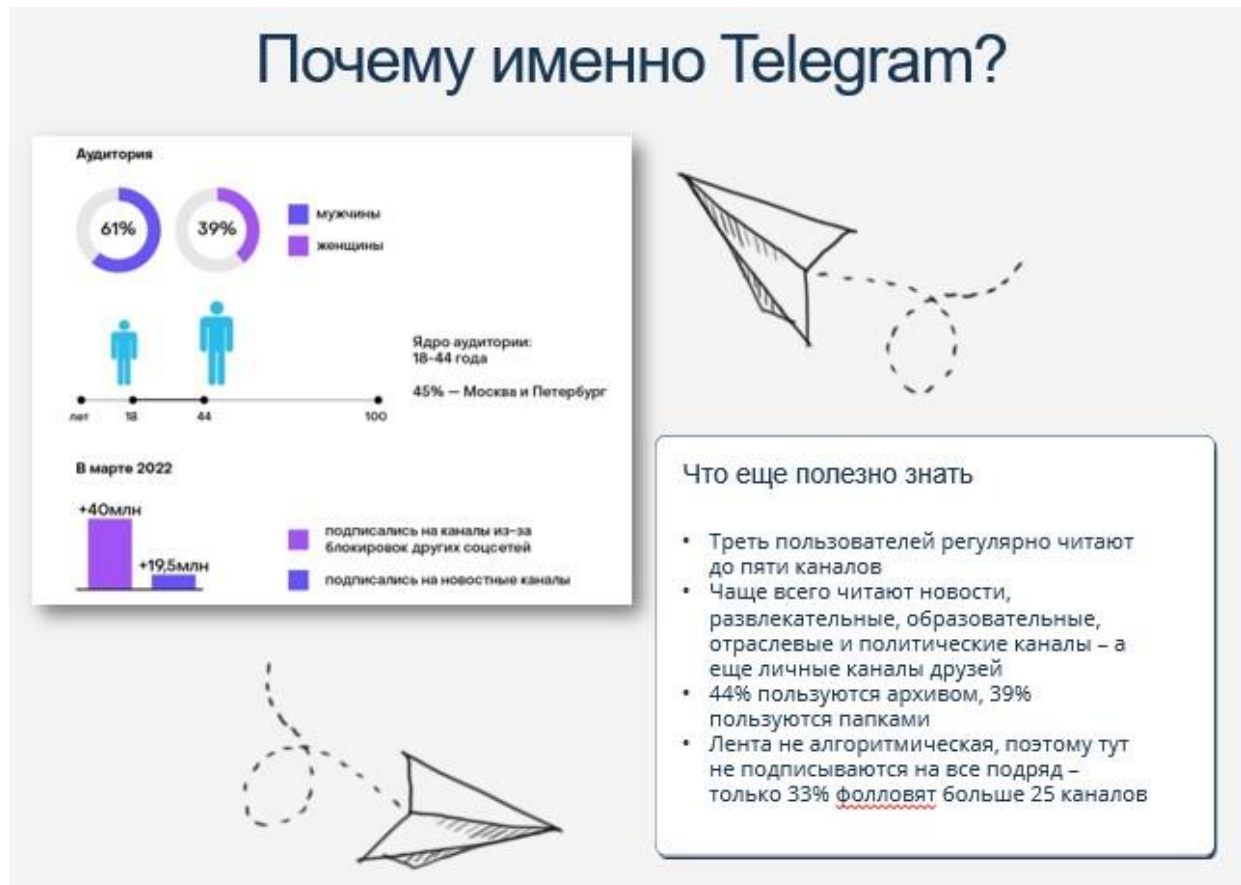 Почему именно Telegram?
Аудитория
61%
39%
мужчины
женщины
Ядро аудитории:
18-44 года
45% — Москва и Петербург
лет
18
44
100
В марте 2022
+40млн
+19,5млн
подписались на каналы из-за
блокировок других соцсетей
подписались на новостные каналы
Что еще полезно знать
• Треть пользователей регулярно читают
до пяти каналов
• Чаще всего читают новости,
развлекательные, образовательные,
отраслевые и политические каналы – а
еще личные каналы друзей
• 44% пользуются архивом, 39%
пользуются папками
• Лента не алгоритмическая, поэтому тут
не подписываются на все подряд –
только 33% фолловят больше 25 каналов